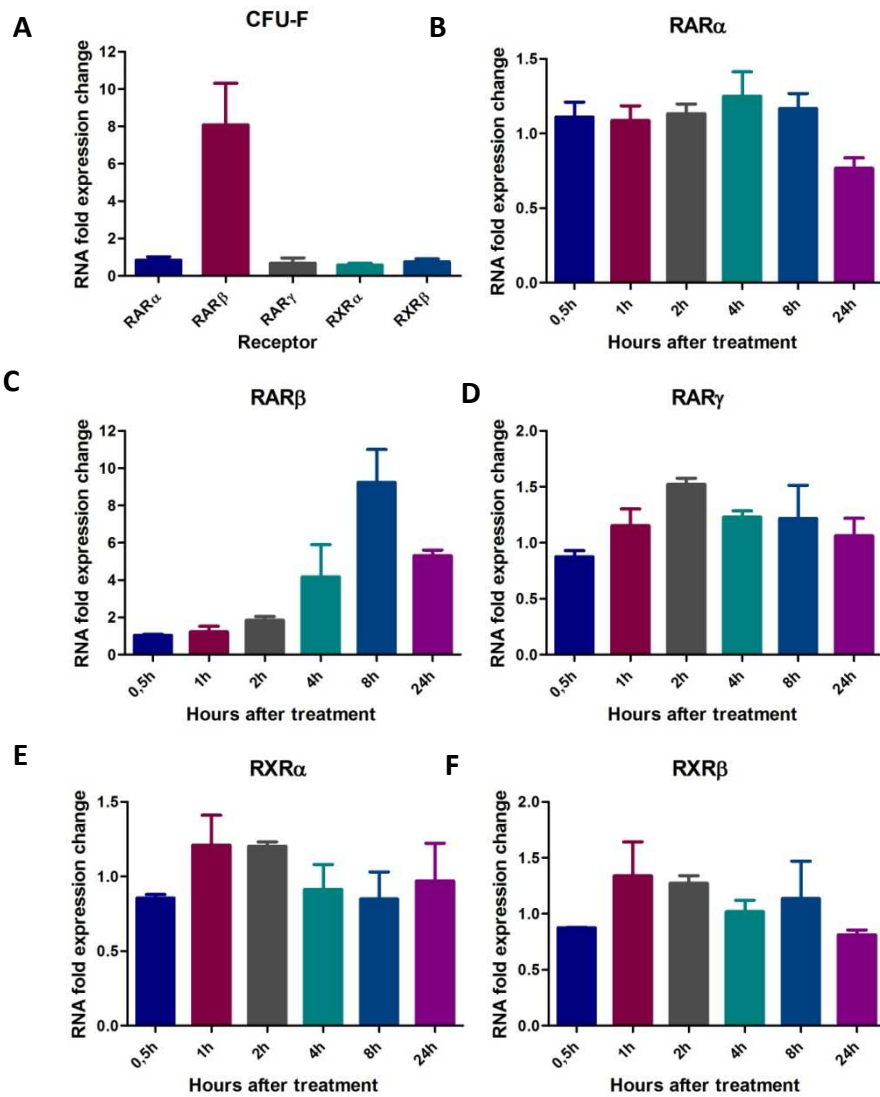 A
CFU-F
RNA fold expression change
12
10
8
6
4
2
0
RARα
RARβ
RARγ
RXRα
RXRβ
Receptor
B
RARα
RNA fold expression change
1.5
1.0
0.5
0.0
0,5h
1h
2h
4h
8h
24h
Hours after treatment
C
RARβ
RNA fold expression change
12
10
8
6
4
2
0
0,5h
1h
2h
4h
8h
24h
Hours after treatment
D
RARγ
RNA fold expression change
2.0
1.5
1.0
0.5
0.0
0,5h
1h
2h
4h
8h
24h
Hours after treatment
E
RXRα
RNA fold expression change
1.5
1.0
0.5
0.0
0,5h
1h
2h
4h
8h
24h
Hours after treatment
F
RXRβ
RNA fold expression change
2.0
1.5
1.0
0.5
0.0
0,5h
1h
2h
4h
8h
24h
Hours after treatment